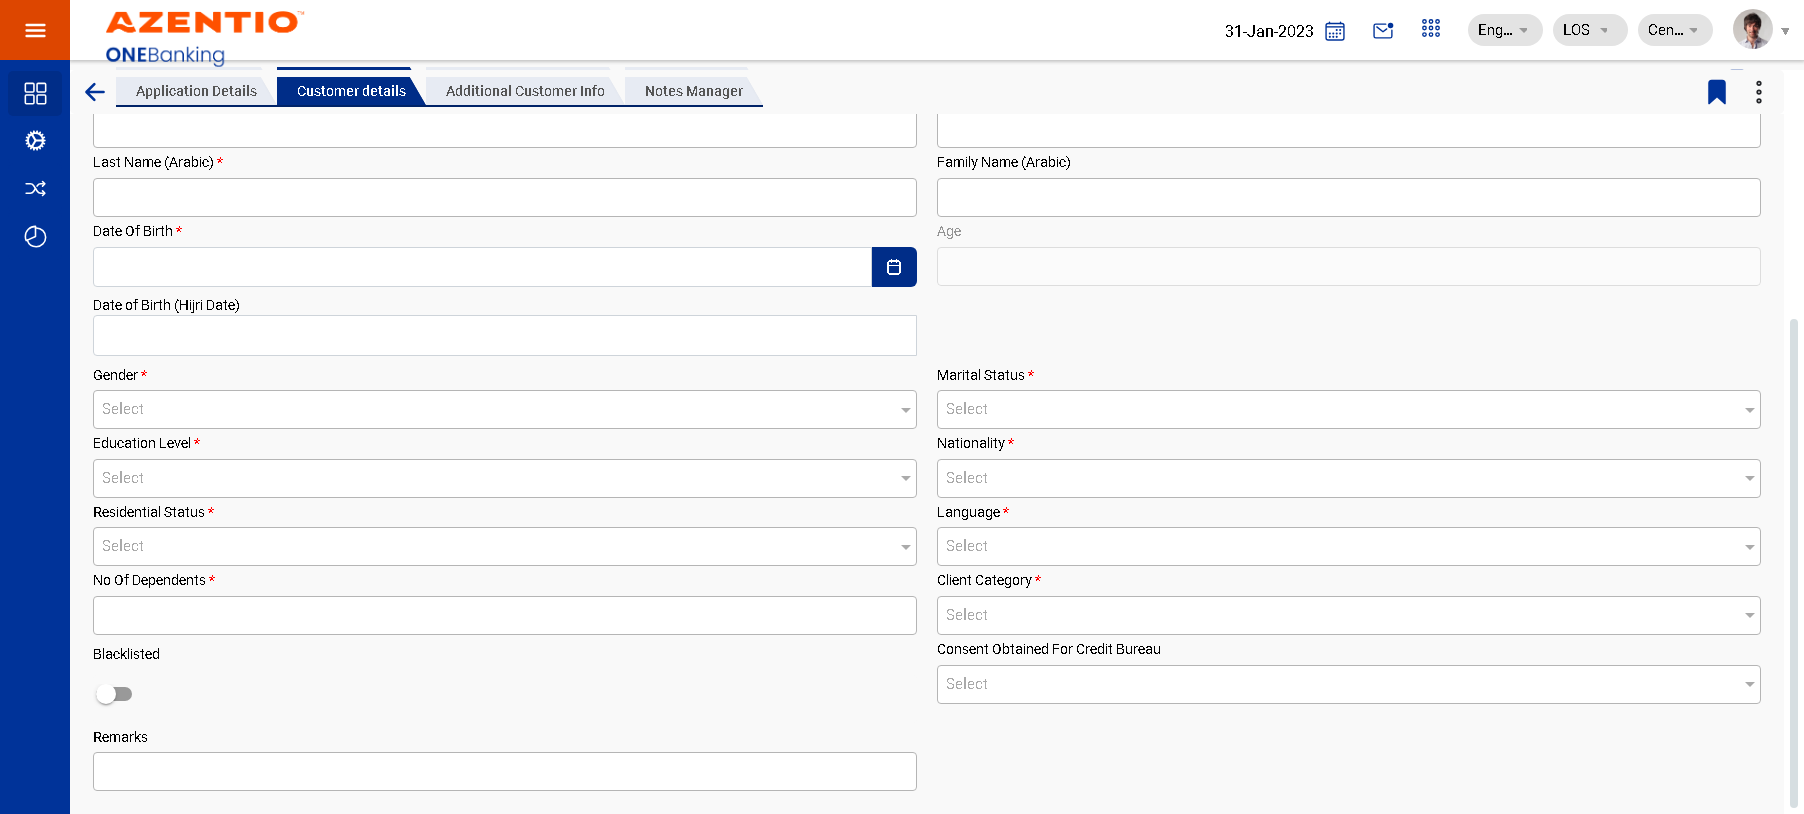 AZENTIO™
ONEBanking
31-Jan-2023
Eng...
LOS
Cen...
Application Details
Customer details
Additional Customer Info
Notes Manager
Last Name (Arabic) *
Family Name (Arabic)
Date Of Birth *
Age
Date of Birth (Hijri Date)
Gender *
Marital Status *
Select
Select
Education Level *
Nationality *
Select
Select
Residential Status *
Language *
Select
Select
No Of Dependents *
Client Category *
Select
Blacklisted
Consent Obtained For Credit Bureau
Select
Remarks